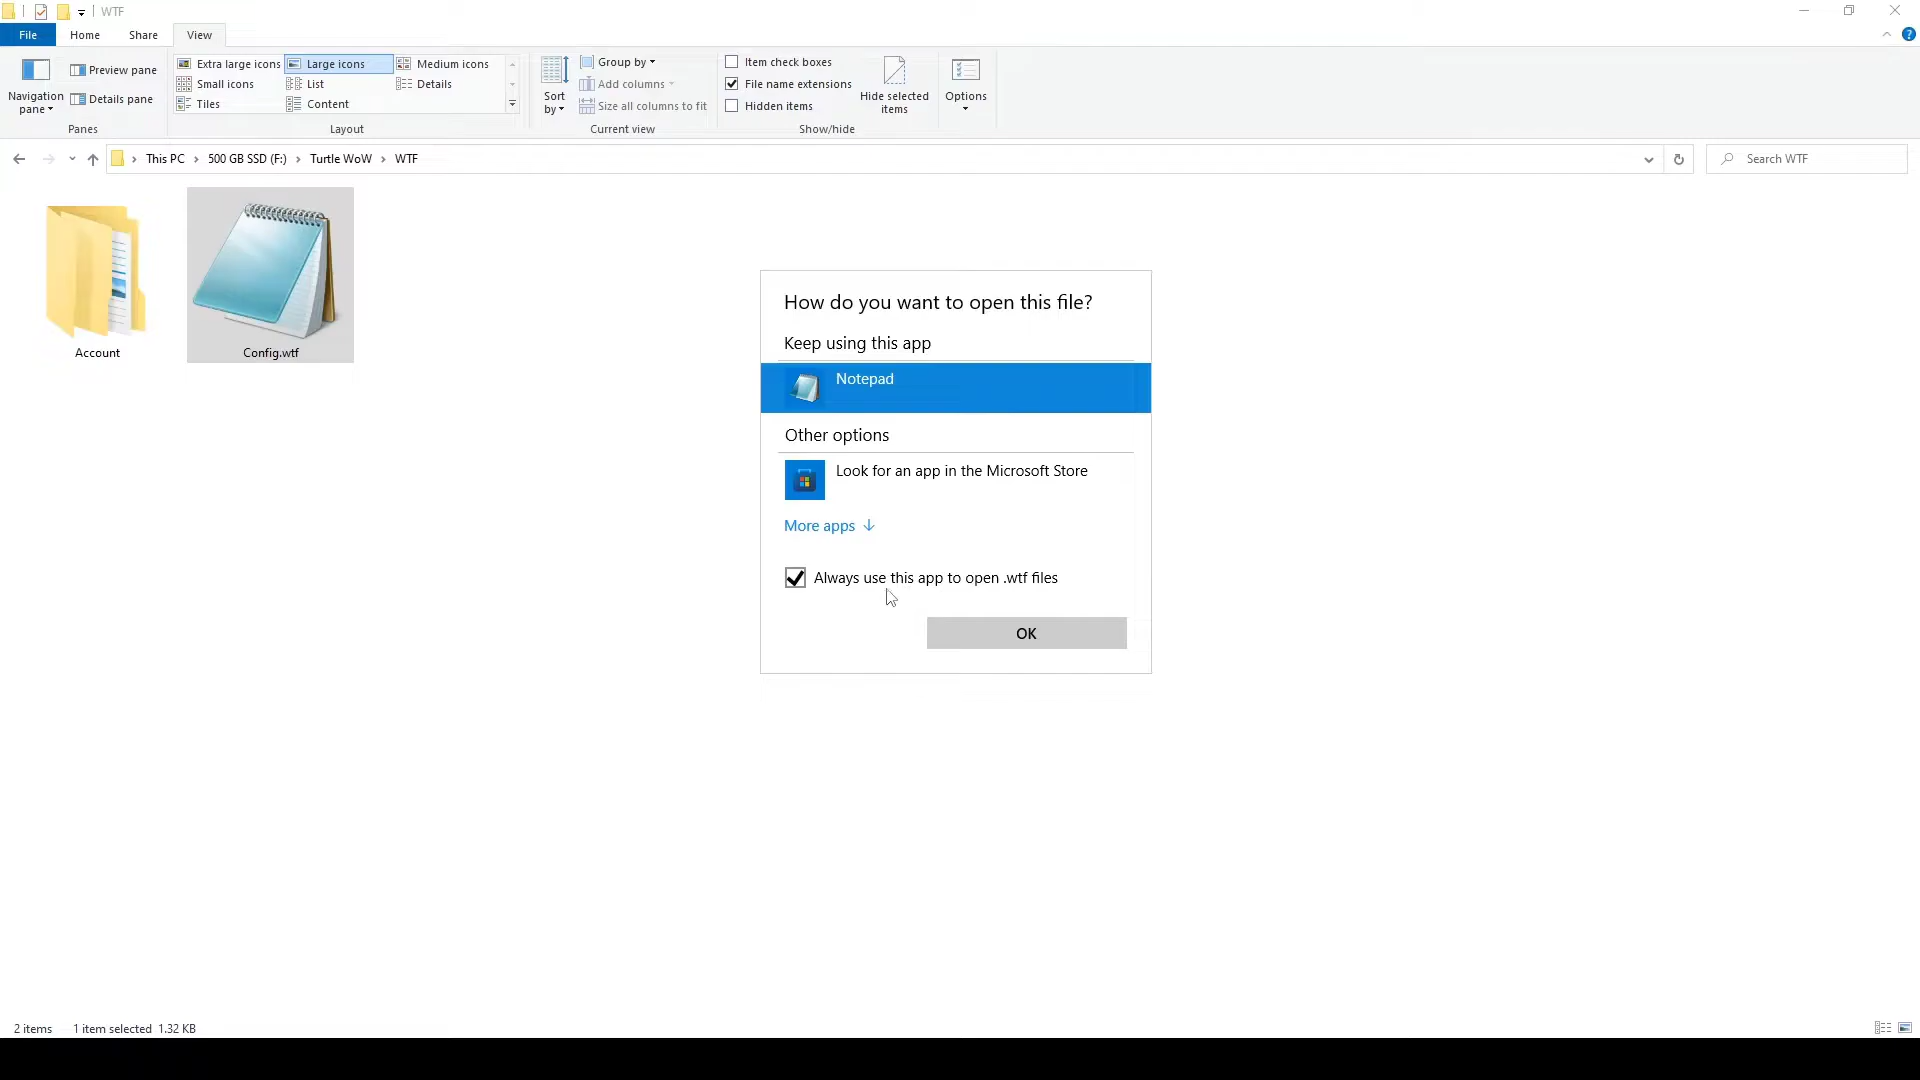 WTF
File
Home
Share
View
Navigation pane
Preview pane
Details pane
Panes
Extra large icons
Large icons
Medium icons
Small icons
List
Details
Tiles
Content
Layout
Sort by
Group by
Add columns
Size all columns to fit
Current view
Item check boxes
File name extensions
Hidden items
Hide selected items
Show/hide
Options
This PC
500 GB SSD (F:)
Turtle WoW
WTF
Search WTF
Account
Config.wtf
How do you want to open this file?
Keep using this app
Notepad
Other options
Look for an app in the Microsoft Store
More apps
Always use this app to open .wtf files
OK
2 items
1 item selected 1.32 KB